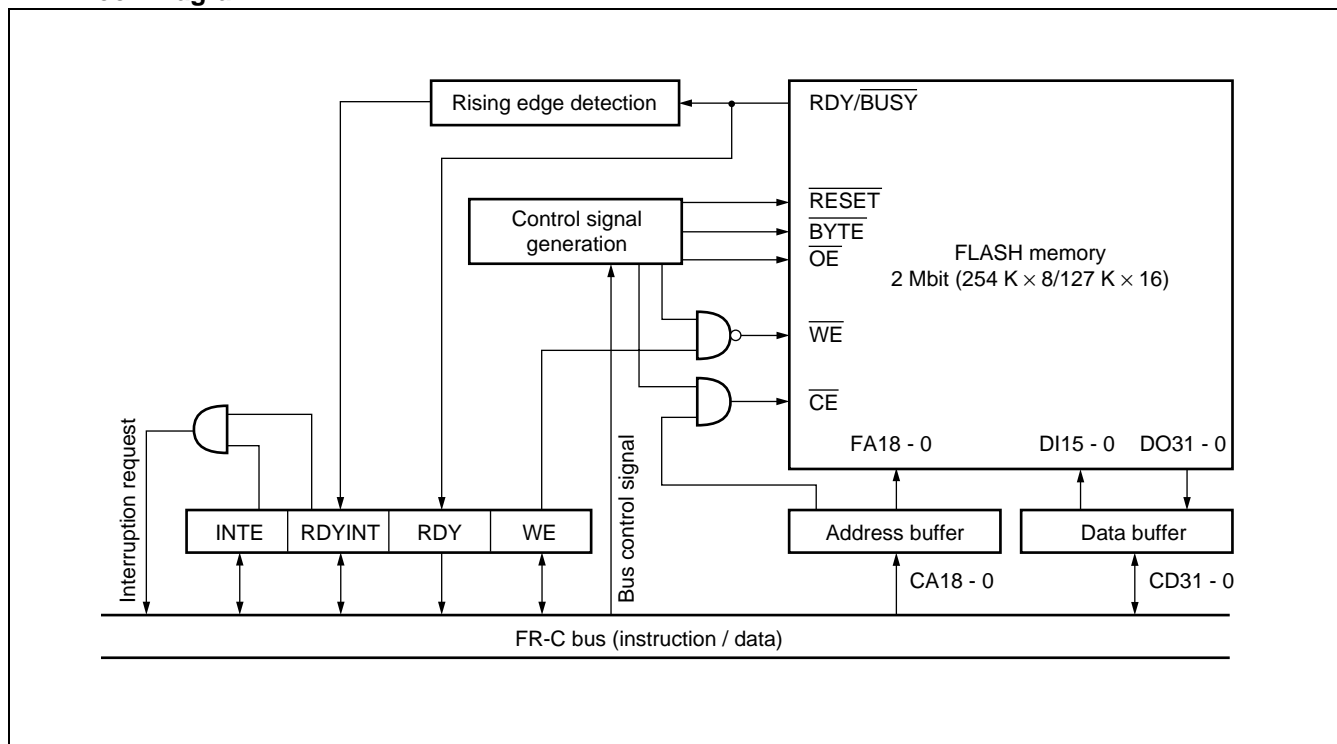 Rising edge detection
RDY/BUSY
Control signal
generation
RESET
BYTE
OE
FLASH memory
2 Mbit (254 K × 8/127 K × 16)
WE
CE
FA18 - 0
DI15 - 0
DO31 - 0
Interruption request
Bus control signal
INTE
RDYINT
RDY
WE
Address buffer
Data buffer
CA18 - 0
CD31 - 0
FR-C bus (instruction / data)